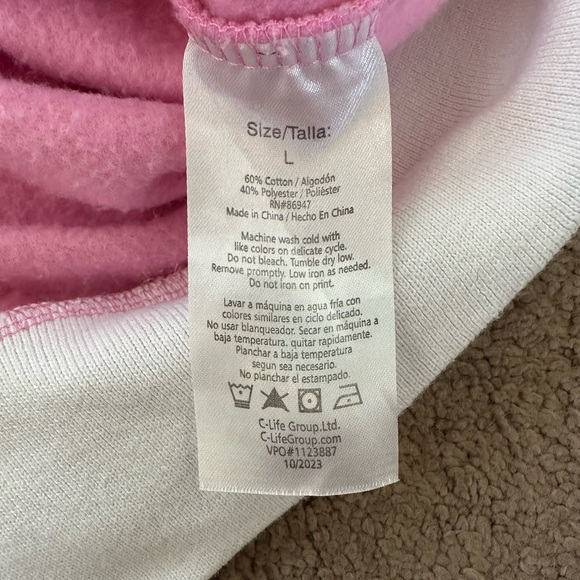 Size/Talla:
L
60% Cotton / Algodón
40% Polyester / Poliéster
RN#86947
Made in China / Hecho En China
Machine wash cold with
like colors on delicate cycle.
Do not bleach. Tumble dry low.
Remove promptly. Low iron as needed.
Do not iron on print.
Lavar a máquina en agua fría con
colores similares en ciclo delicado.
No usar blanqueador. Secar en máquina a
baja temperatura. quitar rapidamente.
Planchar a baja temperatura
segun sea necesario.
No planchar el estampado.
C-Life Group.Ltd.
C-LifeGroup.com
VPO#1123887
10/2023